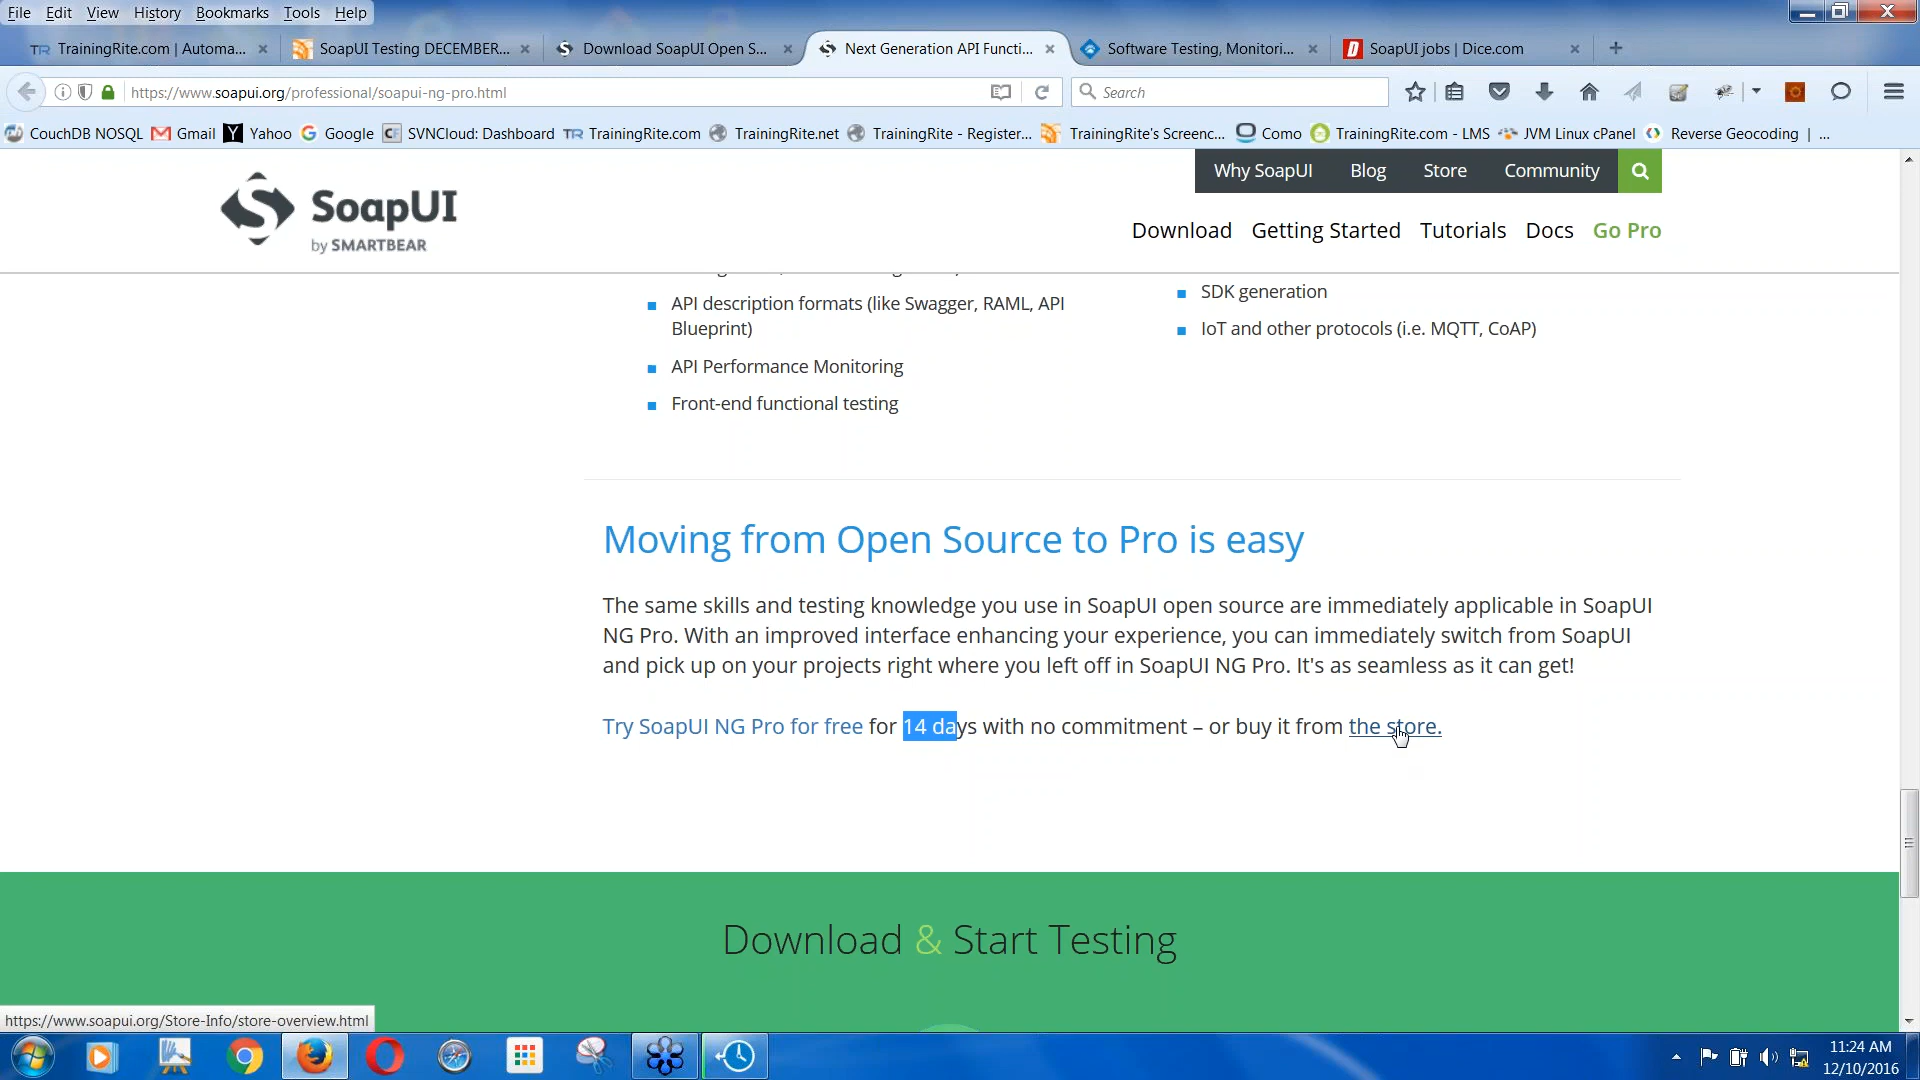 File Edit View History Bookmarks Tools Help
TR TrainingRite.com | Automa...
SoapUI Testing DECEMBER...
Download SoapUI Open S...
Next Generation API Functi...
Software Testing, Monitori...
SoapUI jobs | Dice.com
https://www.soapui.org/professional/soapui-ng-pro.html
Search
CouchDB NOSQL
Gmail
Yahoo
Google
SVNCloud: Dashboard
TR TrainingRite.com
TrainingRite.net
TrainingRite - Register...
TrainingRite's Screenc...
Como
TrainingRite.com - LMS
JVM Linux cPanel
Reverse Geocoding | ...
Why SoapUI Blog Store Community
SoapUI
by SMARTBEAR
Download Getting Started Tutorials Docs Go Pro
API description formats (like Swagger, RAML, API
Blueprint)
API Performance Monitoring
Front-end functional testing
SDK generation
IoT and other protocols (i.e. MQTT, CoAP)
Moving from Open Source to Pro is easy
The same skills and testing knowledge you use in SoapUI open source are immediately applicable in SoapUI
NG Pro. With an improved interface enhancing your experience, you can immediately switch from SoapUI
and pick up on your projects right where you left off in SoapUI NG Pro. It's as seamless as it can get!
Try SoapUI NG Pro for free for 14 days with no commitment – or buy it from the store.
Download & Start Testing
https://www.soapui.org/Store-Info/store-overview.html
11:24 AM
12/10/2016